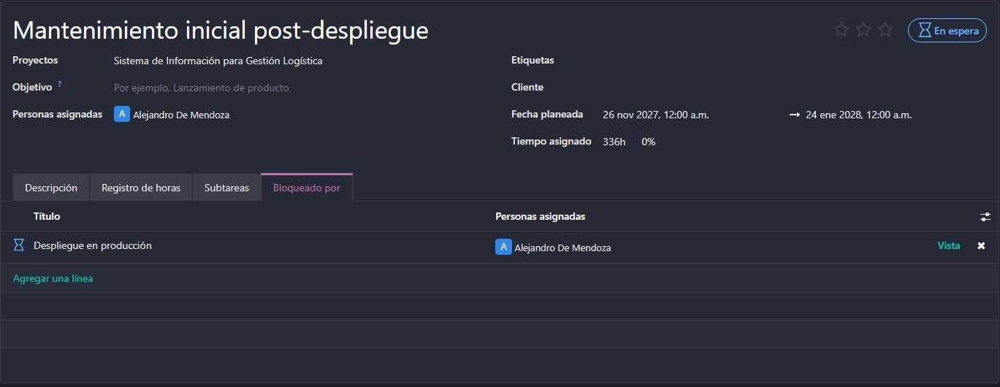 Mantenimiento inicial post-despliegue
En espera
Proyectos Sistema de Información para Gestión Logística
Etiquetas
Objetivo ? Por ejemplo, Lanzamiento de producto
Cliente
Personas asignadas A Alejandro De Mendoza
Fecha planeada 26 nov 2027, 12:00 a.m. → 24 ene 2028, 12:00 a.m.
Tiempo asignado 336h 0%
Descripción Registro de horas Subtareas Bloqueado por
Título Personas asignadas
Despliegue en producción A Alejandro De Mendoza Vista
Agregar una línea